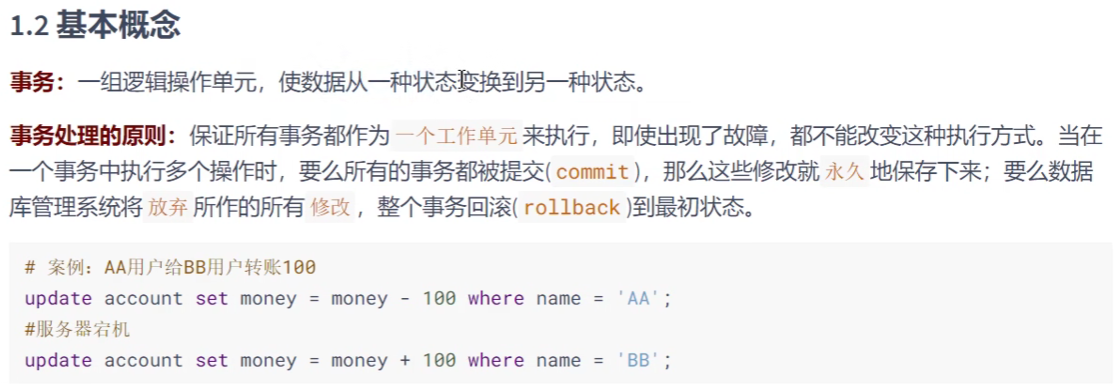 1.2 基本概念
事务：一组逻辑操作单元，使数据从一种状态变换到另一种状态。
事务处理的原则：保证所有事务都作为 一个工作单元 来执行，即使出现了故障，都不能改变这种执行方式。当在
一个事务中执行多个操作时，要么所有的事务都被提交( commit )，那么这些修改就 永久 地保存下来；要么数据
库管理系统将 放弃 所作的所有 修改 ，整个事务回滚( rollback )到最初状态。
# 案例：AA用户给BB用户转账100
update account set money = money - 100 where name = 'AA';
#服务器宕机
update account set money = money + 100 where name = 'BB';